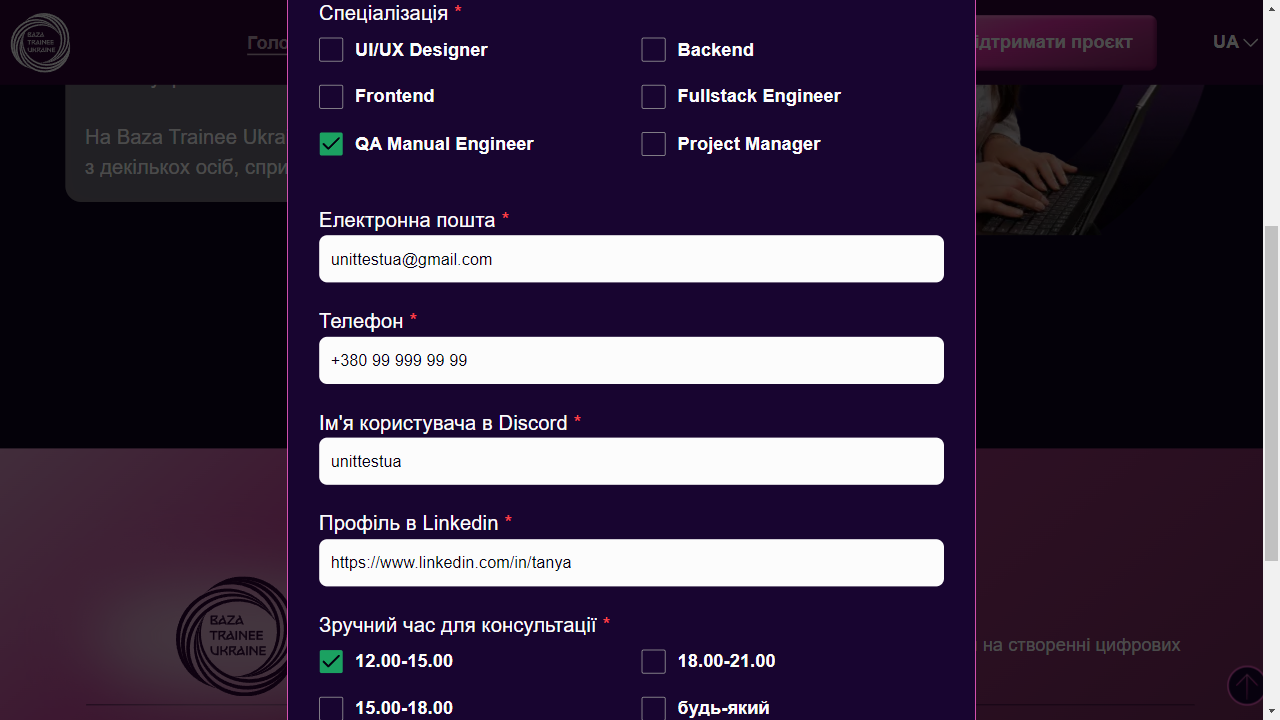 BAZA
TRAINEE
UKRAINE
Голо
ідтримати проєкт
UA
На Baza Trainee Ukra
з декількох осіб, спри
Спеціалізація *
UI/UX Designer
Backend
Frontend
Fullstack Engineer
QA Manual Engineer
Project Manager
Електронна пошта *
unittestua@gmail.com
Телефон *
+380 99 999 99 99
Ім'я користувача в Discord *
unittestua
Профіль в Linkedin *
https://www.linkedin.com/in/tanya
Зручний час для консультації *
12.00-15.00
18.00-21.00
15.00-18.00
будь-який
BAZA
TRAINEE
UKRAINE
на створенні цифрових